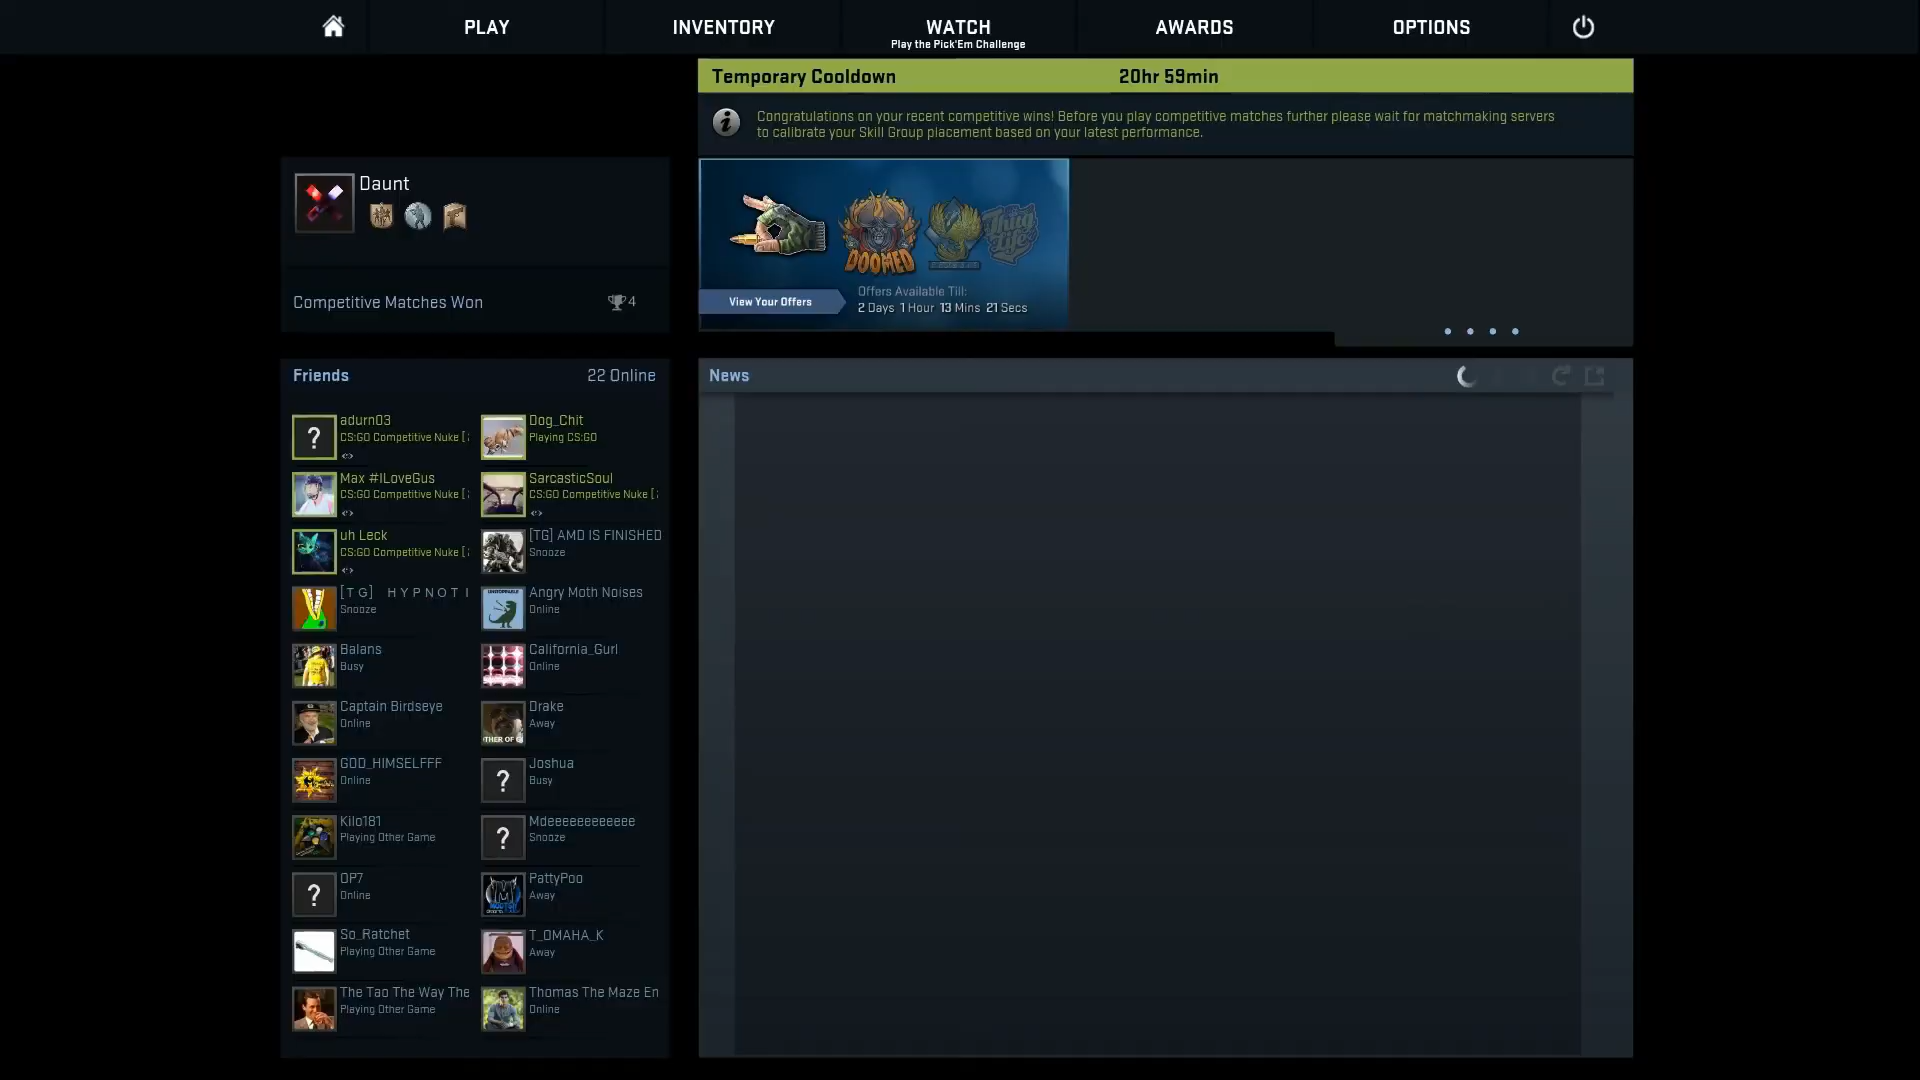 PLAY
INVENTORY
WATCH
Play the Pick'Em Challenge
AWARDS
OPTIONS
Temporary Cooldown 20hr 59min
Congratulations on your recent competitive wins! Before you play competitive matches further please wait for matchmaking servers
to calibrate your Skill Group placement based on your latest performance.
Daunt
Competitive Matches Won 4
DOOMED
Thug
Life
View Your Offers
Offers Available Till:
2 Days 1 Hour 13 Mins 21 Secs
Friends 22 Online
News
adurn03
CS:GO Competitive Nuke [
Dog_Chit
Playing CS:GO
Max #ILoveGus
CS:GO Competitive Nuke [
SarcasticSoul
CS:GO Competitive Nuke [
uh Leck
CS:GO Competitive Nuke [
[TG] AMD IS FINISHED
Snooze
[TG] HYPNOTI
Snooze
Angry Moth Noises
Online
Balans
Busy
California_Gurl
Online
Captain Birdseye
Online
Drake
Away
THER OF G
GOD_HIMSELFFF
Online
Joshua
Busy
Kilo181
Playing Other Game
Mdeeeeeeeeeeee
Snooze
OP7
Online
PattyPoo
Away
So_Ratchet
Playing Other Game
T_OMAHA_K
Away
The Tao The Way The
Playing Other Game
Thomas The Maze En
Online